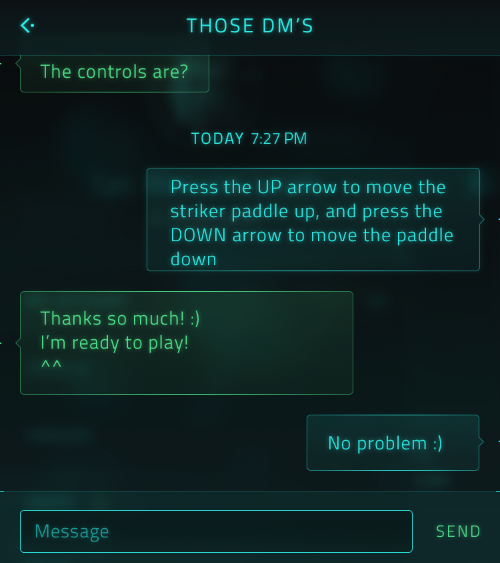 THOSE DM'S
The controls are?
TODAY 7:27 PM
Press the UP arrow to move the
striker paddle up, and press the
DOWN arrow to move the paddle
down
Thanks so much! :)
I'm ready to play!
^^
No problem :)
Message
SEND